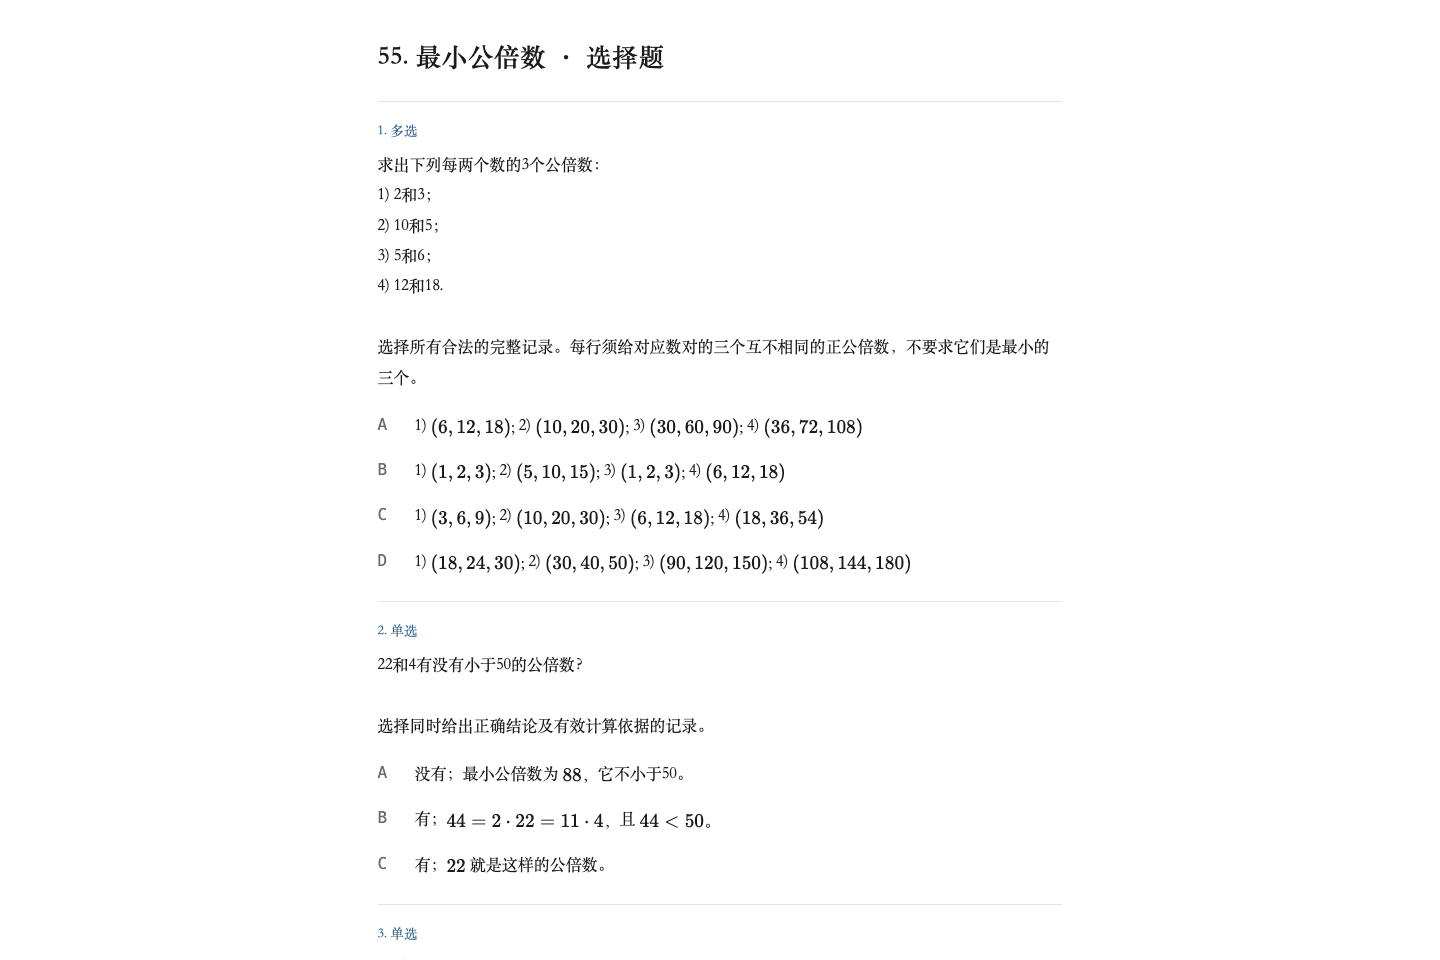 55. 最小公倍数 · 选择题
1. 多选
求出下列每两个数的3个公倍数：
1) 2和3；
2) 10和5；
3) 5和6；
4) 12和18.
选择所有合法的完整记录。每行须给对应数对的三个互不相同的正公倍数，不要求它们是最小的
三个。
A 1) (6, 12, 18); 2) (10, 20, 30); 3) (30, 60, 90); 4) (36, 72, 108)
B 1) (1, 2, 3); 2) (5, 10, 15); 3) (1, 2, 3); 4) (6, 12, 18)
C 1) (3, 6, 9); 2) (10, 20, 30); 3) (6, 12, 18); 4) (18, 36, 54)
D 1) (18, 24, 30); 2) (30, 40, 50); 3) (90, 120, 150); 4) (108, 144, 180)
2. 单选
22和4有没有小于50的公倍数？
选择同时给出正确结论及有效计算依据的记录。
A 没有；最小公倍数为 88，它不小于50。
B 有；44 = 2 · 22 = 11 · 4，且 44 < 50。
C 有；22 就是这样的公倍数。
3. 单选